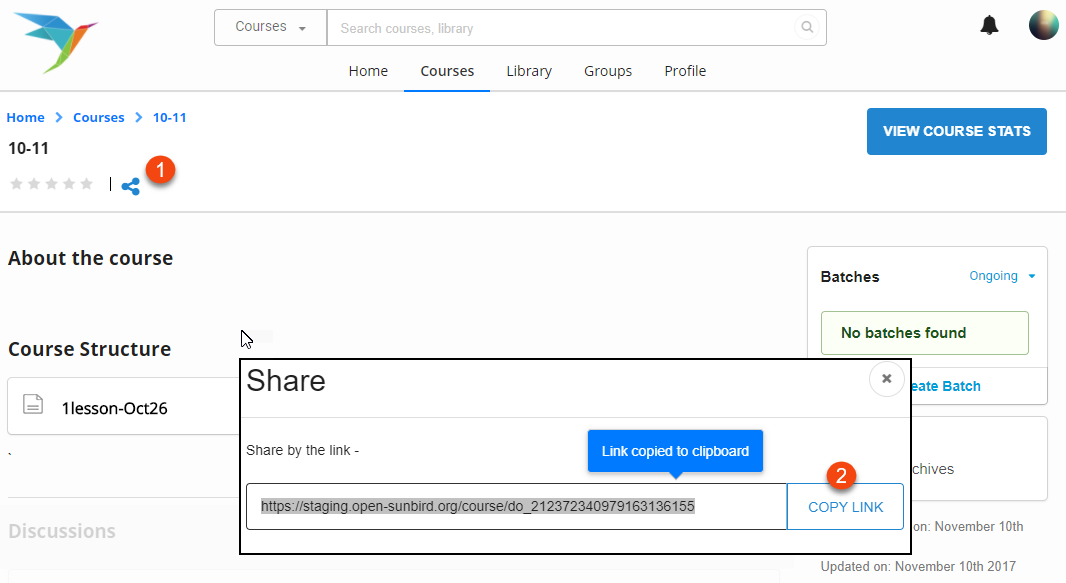 Courses
Search courses, library
Home Courses Library Groups Profile
Home Courses 10-11
10-11
VIEW COURSE STATS
1
About the course
Batches Ongoing
No batches found
Course Structure
1lesson-Oct26
Batch
Share
Share by the link -
Link copied to clipboard
2
https://staging.open-sunbird.org/course/do_212372340979163136155
COPY LINK
on: November 10th
Discussions
Updated on: November 10th 2017